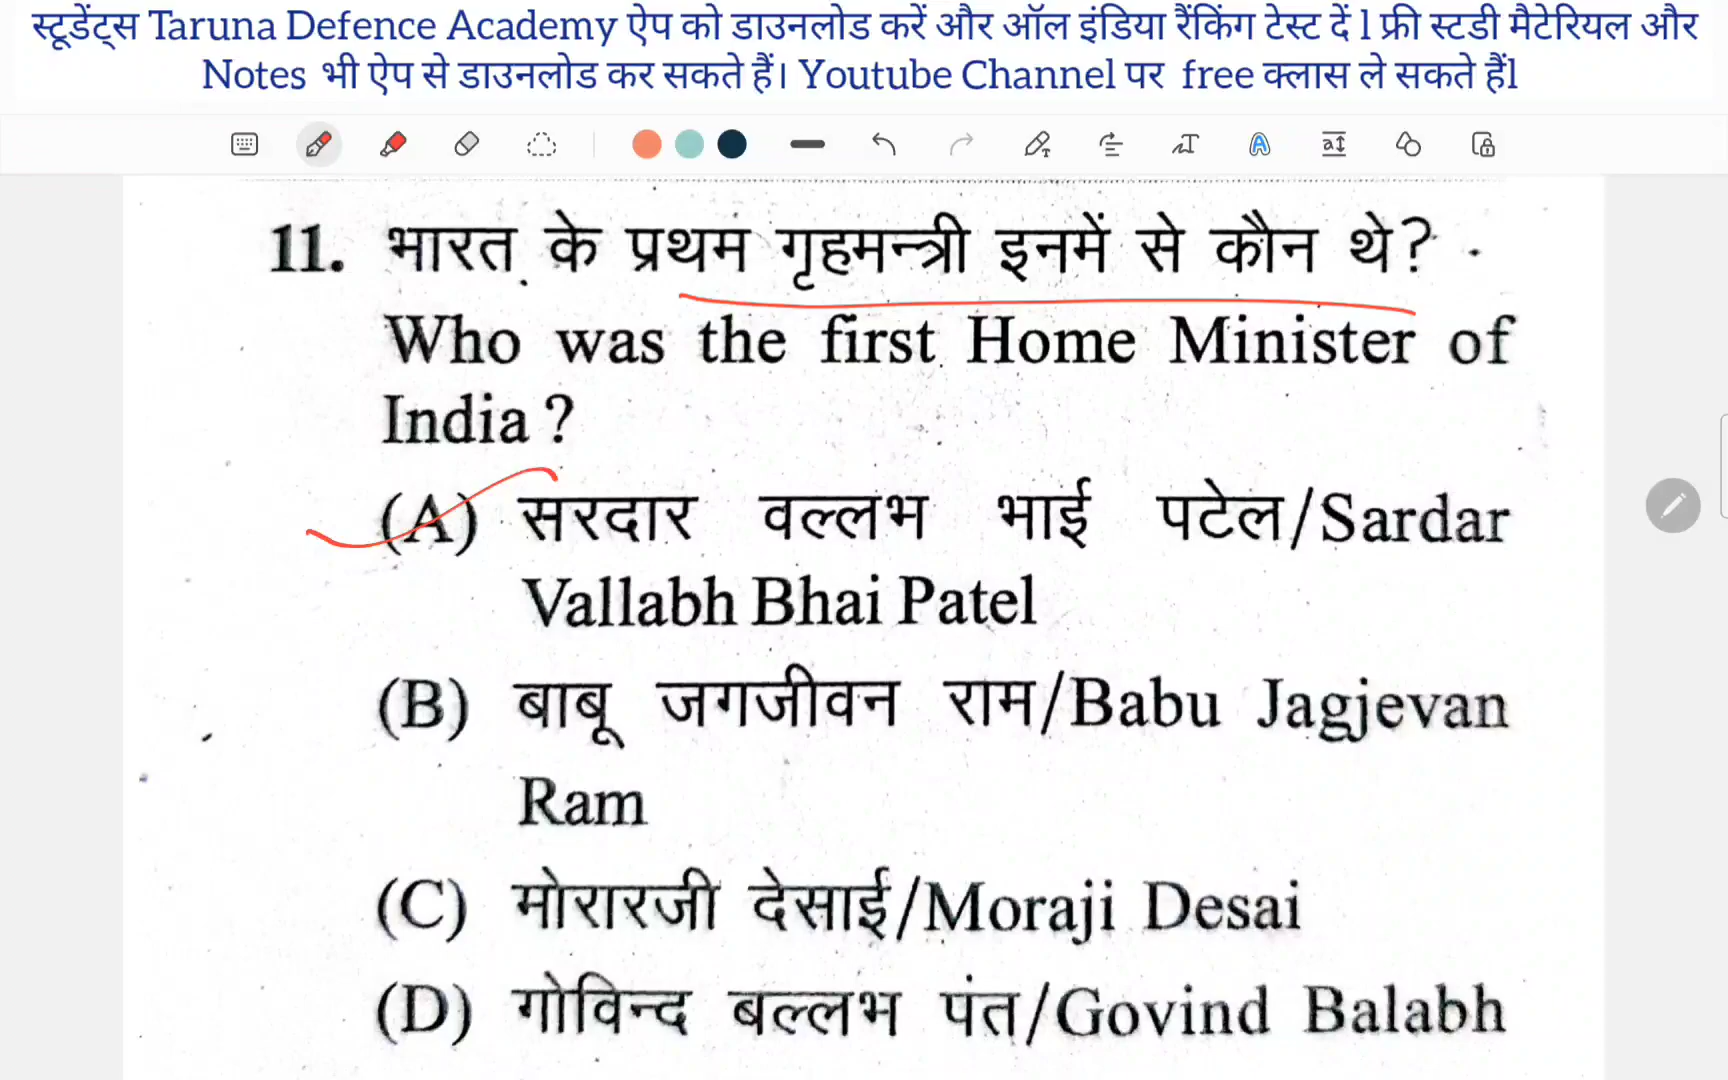 स्टूडेंट्स Taruna Defence Academy ऐप को डाउनलोड करें और ऑल इंडिया रैंकिंग टेस्ट दें l फ्री स्टडी मैटेरियल और
Notes भी ऐप से डाउनलोड कर सकते हैं। Youtube Channel पर free क्लास ले सकते हैंl
11. भारत के प्रथम गृहमन्त्री इनमें से कौन थे?
Who was the first Home Minister of
India ?
(A) सरदार वल्लभ भाई पटेल/Sardar
Vallabh Bhai Patel
(B) बाबू जगजीवन राम/Babu Jagjevan
Ram
(C) मोरारजी देसाई/Moraji Desai
(D) गोविन्द बल्लभ पंत/Govind Balabh